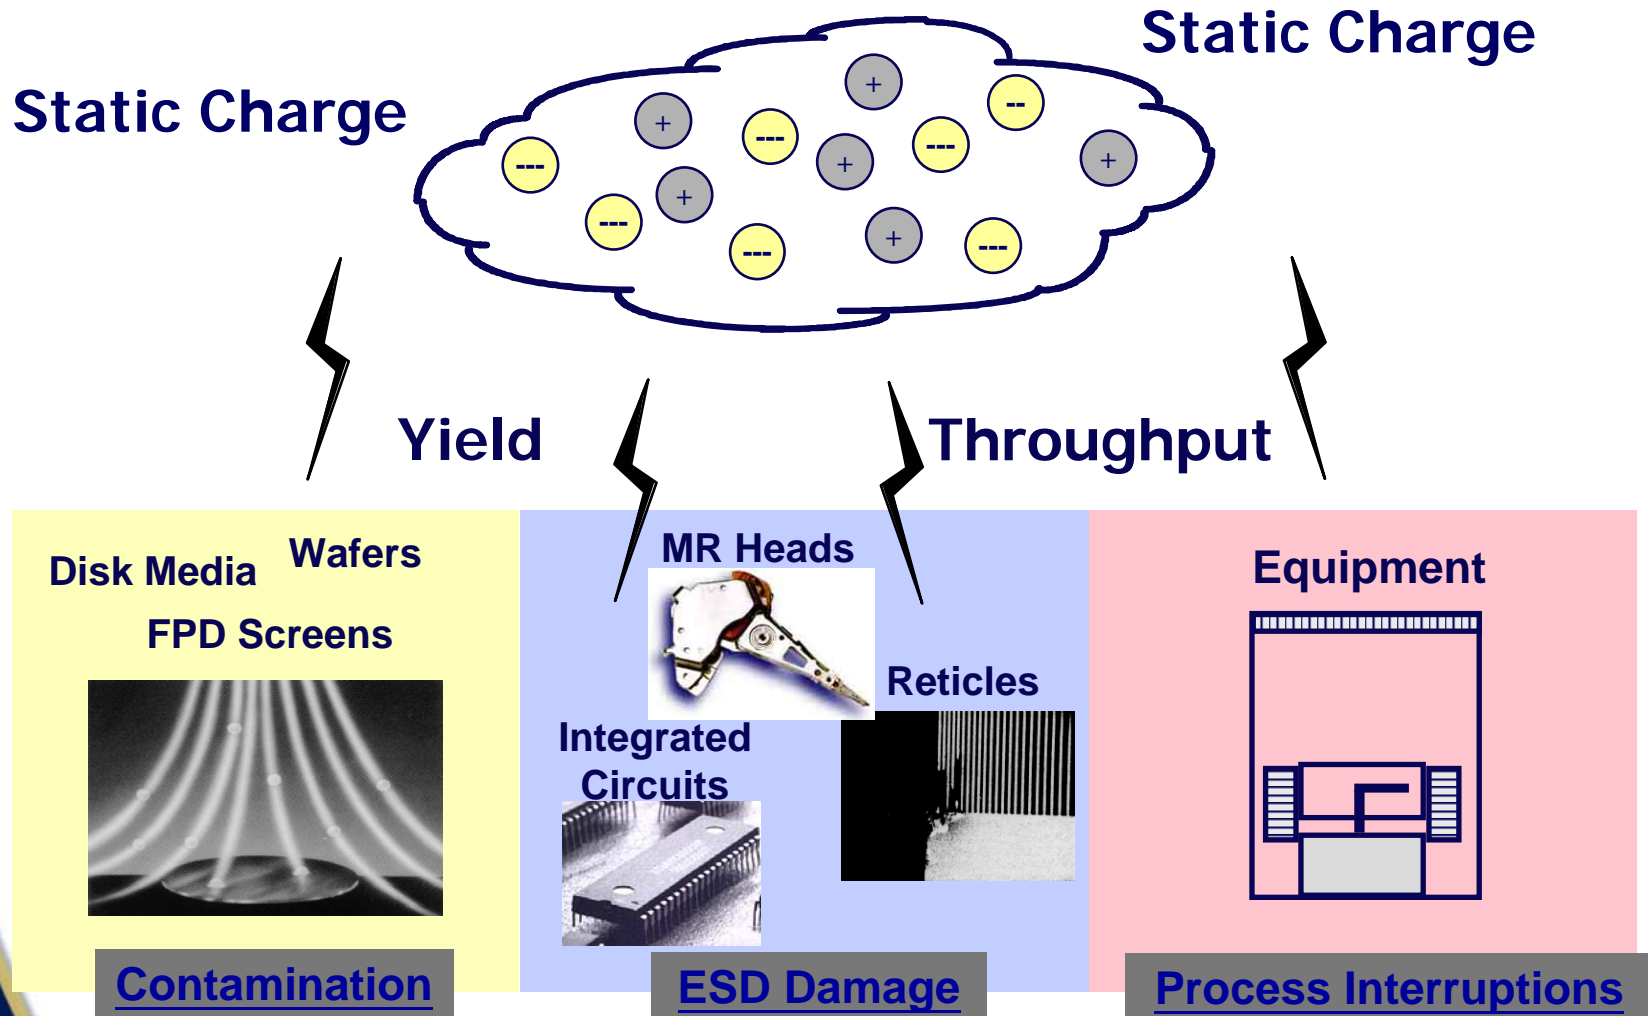 Static Charge
Static Charge
+
+
--
---
---
---
+
+
---
+
---
+
---
---
Yield
Throughput
Disk Media
Wafers
FPD Screens
MR Heads
Reticles
Integrated
Circuits
Equipment
Contamination
ESD Damage
Process Interruptions